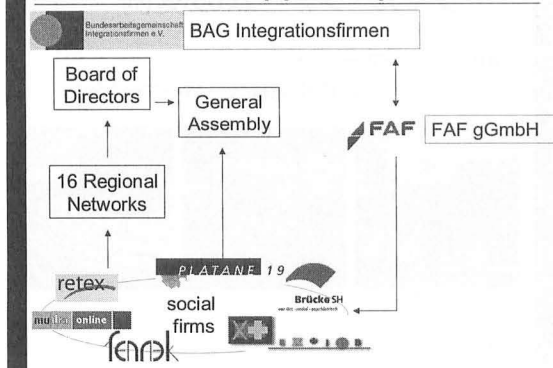 Bundesarbeitsgemeinschaft
Integrationsfirmen e.V.
BAG Integrationsfirmen
Board of
Directors
General
Assembly
FAF
FAF gGmbH
16 Regional
Networks
PLATANE 19
retex
Brücke SH
social
firms
online